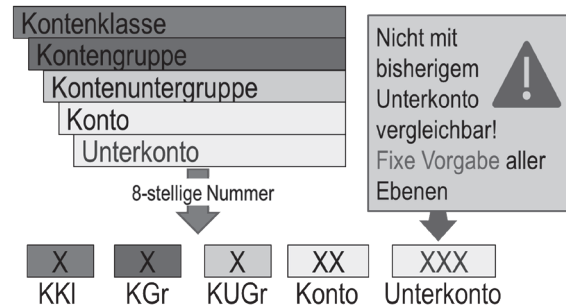 Kontenklasse
Kontengruppe
Kontenuntergruppe
Konto
Unterkonto
8-stellige Nummer
Nicht mit
bisherigem
Unterkonto
vergleichbar!
Fixe Vorgabe aller
Ebenen
X X X XX XXX
KKl KGr KUGr Konto Unterkonto